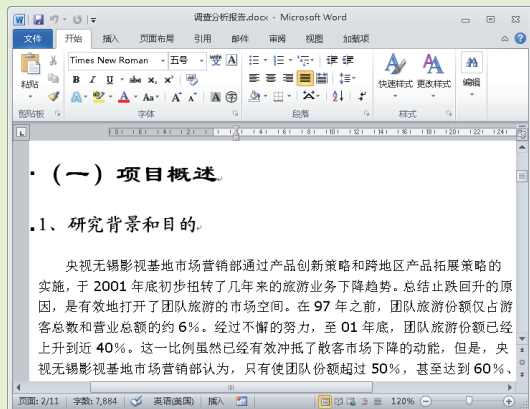 调查分析报告.docx - Microsoft Word
文件 开始 插入 页面布局 引用 邮件 审阅 视图 加载项
Times New Roman 五号
粘贴 快速样式 更改样式 编辑
剪贴板 字体 段落 样式
（一）项目概述
1、研究背景和目的
央视无锡影视基地市场营销部通过产品创新策略和跨地区产品拓展策略的
实施，于 2001 年底初步扭转了几年来的旅游业务下降趋势。总结止跌回升的原
因，是有效地打开了团队旅游的市场空间。在 97 年之前，团队旅游份额仅占游
客总数和营业总额的约 6%。经过不懈的努力，至 01 年底，团队旅游份额已经
上升到近 40%。这一比例虽然已经有效冲抵了散客市场下降的功能，但是，央
视无锡影视基地市场营销部认为，只有使团队份额超过 50%，甚至达到 60%、
页面: 2/11 字数: 7,884 英语(美国) 插入 120%